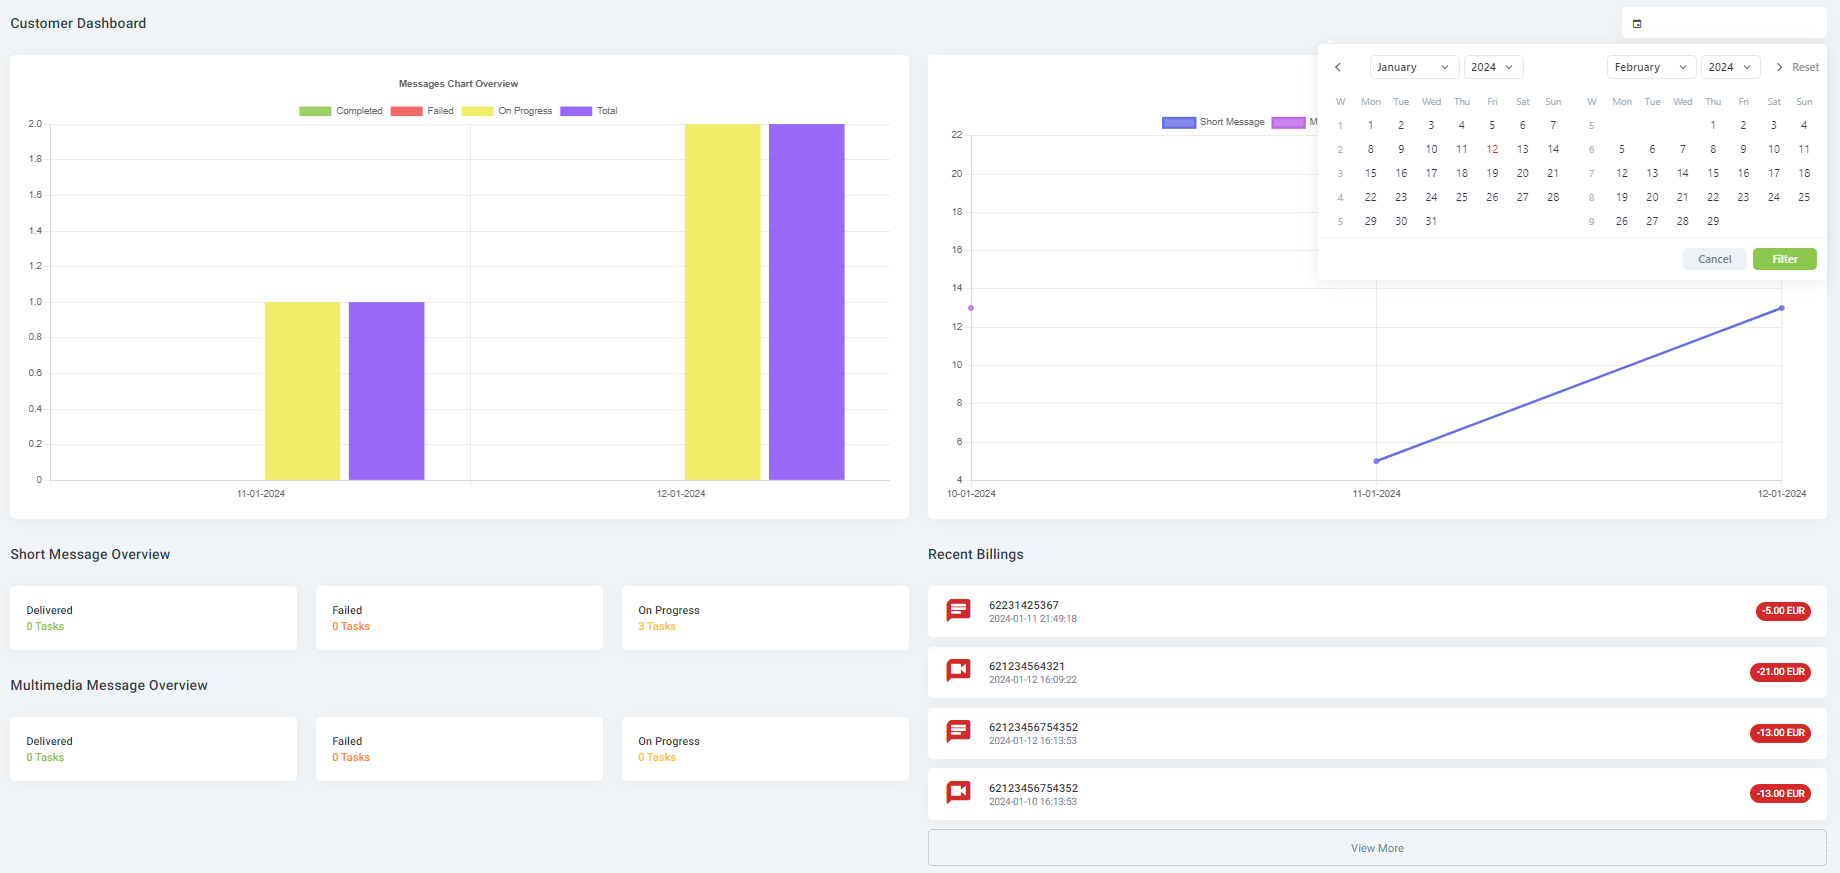 Customer Dashboard
Messages Chart Overview
Completed Failed On Progress Total
2.0
1.8
1.6
1.4
1.2
1.0
0.8
0.6
0.4
0.2
0
11-01-2024 12-01-2024
January 2024 February 2024 Reset
W Mon Tue Wed Thu Fri Sat Sun W Mon Tue Wed Thu Fri Sat Sun
1 1 2 3 4 5 6 7 5 1 2 3 4
2 8 9 10 11 12 13 14 6 5 6 7 8 9 10 11
3 15 16 17 18 19 20 21 7 12 13 14 15 16 17 18
4 22 23 24 25 26 27 28 8 19 20 21 22 23 24 25
5 29 30 31 9 26 27 28 29
Cancel Filter
Short Message M
22
20
18
16
14
12
10
8
6
4
10-01-2024 11-01-2024 12-01-2024
Short Message Overview
Delivered
0 Tasks
Failed
0 Tasks
On Progress
3 Tasks
Multimedia Message Overview
Delivered
0 Tasks
Failed
0 Tasks
On Progress
0 Tasks
Recent Billings
62231425367
2024-01-11 21:49:18
-5.00 EUR
621234564321
2024-01-12 16:09:22
-21.00 EUR
62123456754352
2024-01-12 16:13:53
-13.00 EUR
62123456754352
2024-01-10 16:13:53
-13.00 EUR
View More